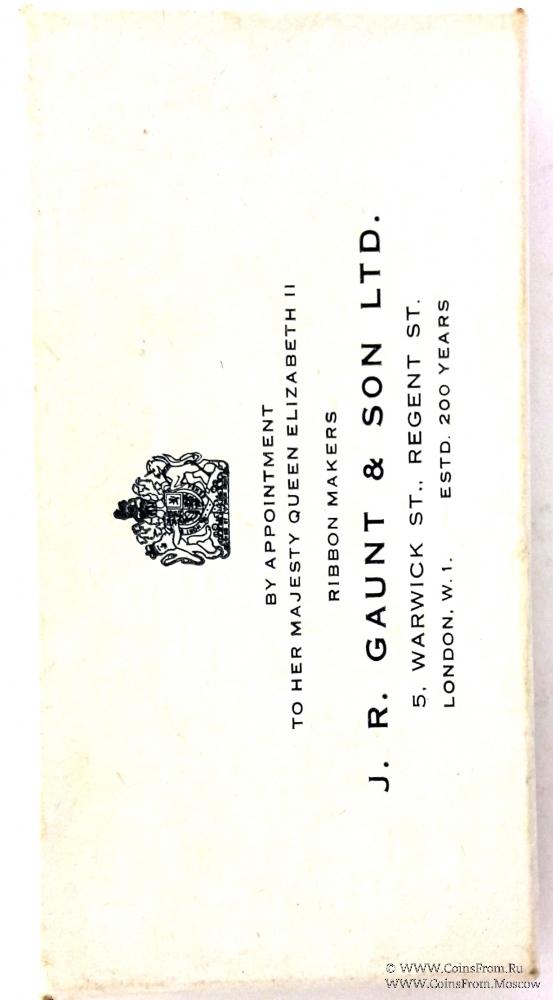 BY APPOINTMENT
TO HER MAJESTY QUEEN ELIZABETH II
RIBBON MAKERS
J. R. GAUNT & SON LTD.
5, WARWICK ST., REGENT ST.
LONDON, W.1. ESTD. 200 YEARS
© WWW.CoinsFrom.Ru
WWW.CoinsFrom.Moscow